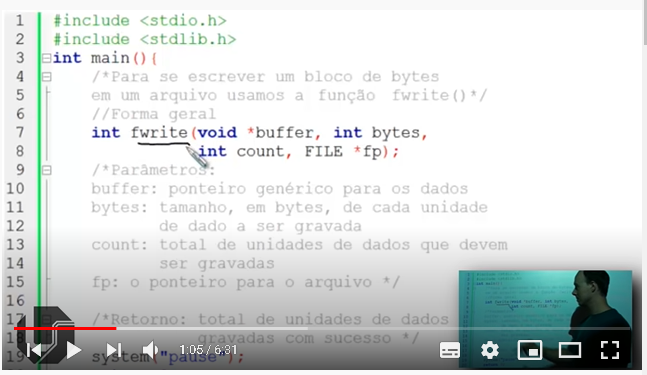 1 #include <stdio.h>
2 #include <stdlib.h>
3 int main(){
4 /*Para se escrever um bloco de bytes
5 em um arquivo usamos a função fwrite()*/
6 //Forma geral
7 int fwrite(void *buffer, int bytes,
8 int count, FILE *fp);
9 /*Parâmetros:
10 buffer: ponteiro genérico para os dados
11 bytes: tamanho, em bytes, de cada unidade
12 de dado a ser gravada
13 count: total de unidades de dados que devem
14 ser gravadas
15 fp: o ponteiro para o arquivo */
16
17 /*Retorno: total de unidades de dados
18 gravadas com sucesso */
19 system("pause");
1:05 / 6:31